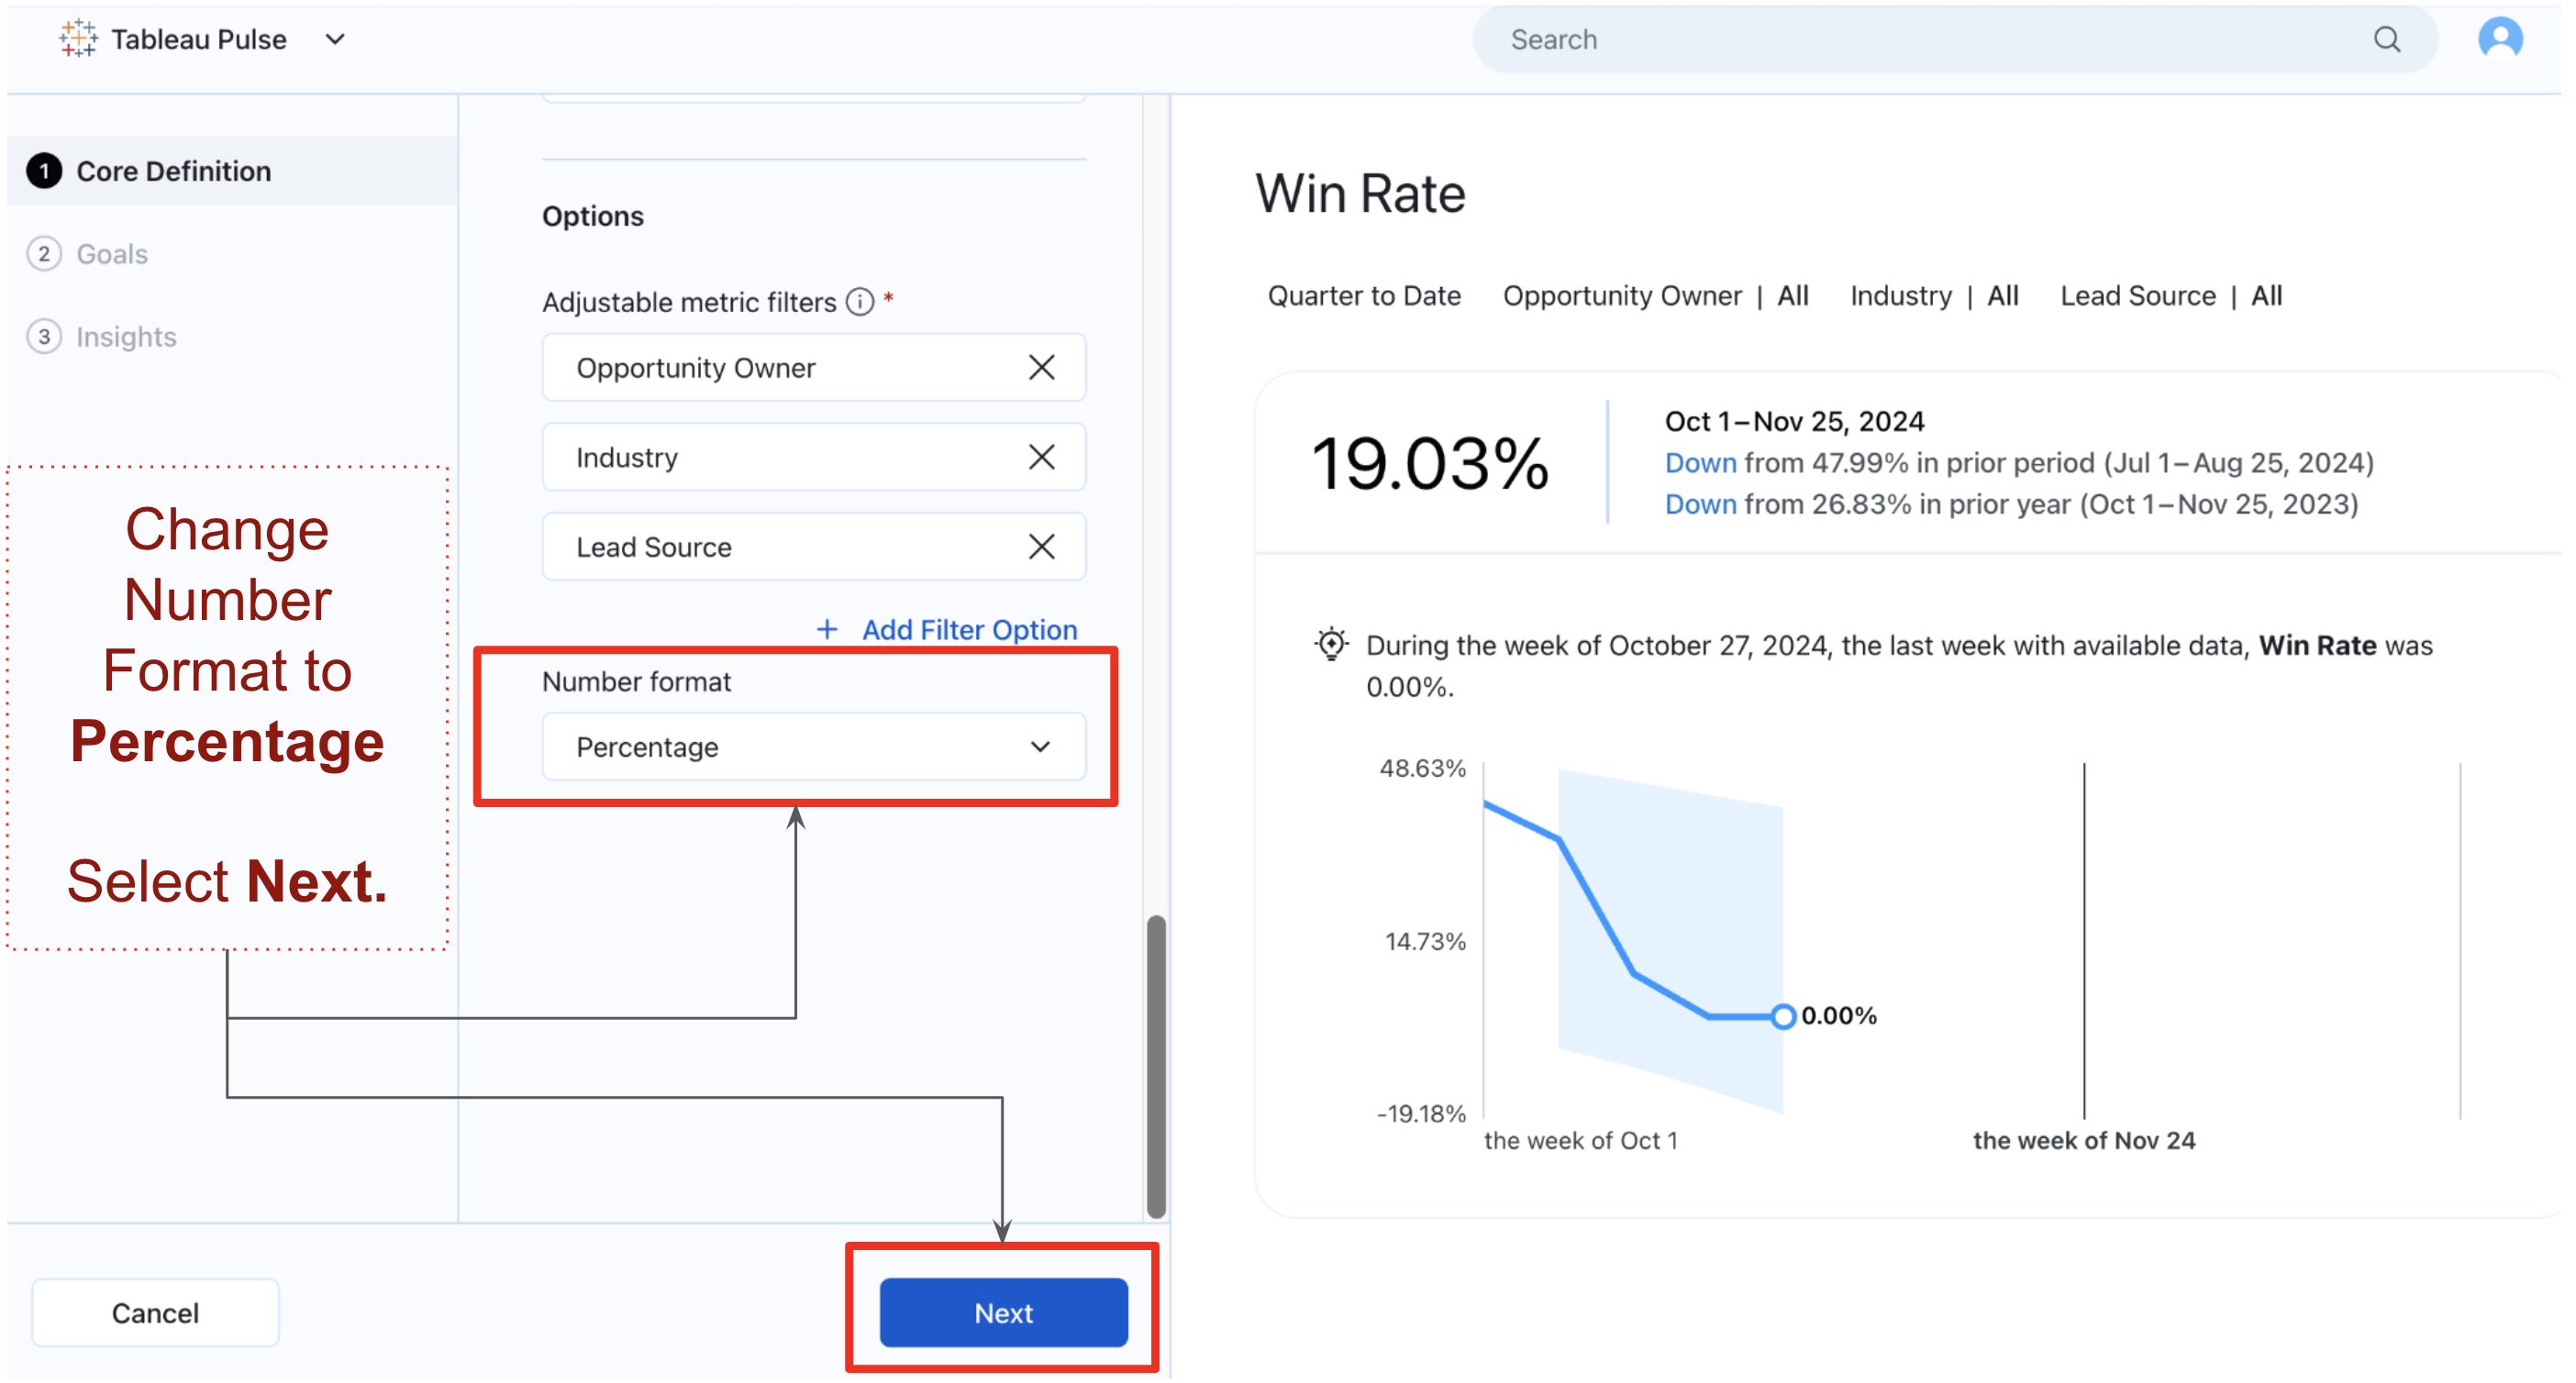 Tableau Pulse
Search
1 Core Definition
2 Goals
3 Insights
Change
Number
Format to
Percentage
Select Next.
Options
Adjustable metric filters i *
Opportunity Owner
Industry
Lead Source
+ Add Filter Option
Number format
Percentage
Cancel
Next
Win Rate
Quarter to Date Opportunity Owner | All Industry | All Lead Source | All
19.03%
Oct 1–Nov 25, 2024
Down from 47.99% in prior period (Jul 1–Aug 25, 2024)
Down from 26.83% in prior year (Oct 1–Nov 25, 2023)
During the week of October 27, 2024, the last week with available data, Win Rate was
0.00%.
48.63%
14.73%
0.00%
-19.18%
the week of Oct 1
the week of Nov 24